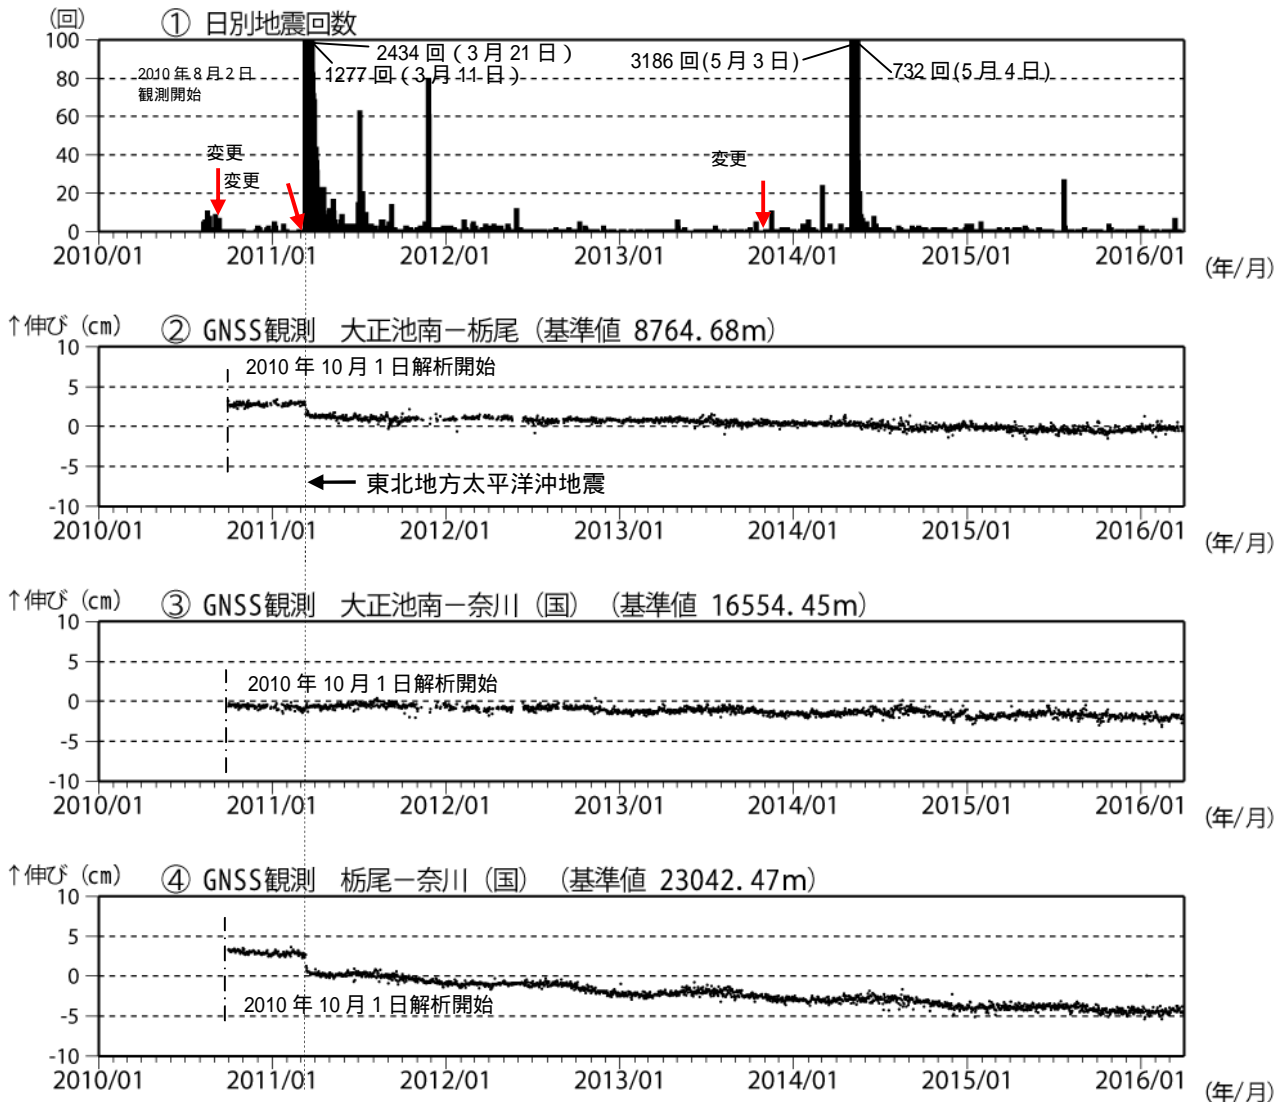 (回) ① 日別地震回数
100
2434 回 ( 3 月 21 日 )
1277 回 ( 3 月 11 日 )
3186 回(5 月 3 日)
732 回(5 月 4 日)
80
2010 年 8 月 2 日
観測開始
60
40
変更
変更
変更
20
0
2010/01 2011/01 2012/01 2013/01 2014/01 2015/01 2016/01 (年/月)
↑伸び (cm) ② GNSS観測 大正池南－栃尾 (基準値 8764.68m)
10
2010 年 10 月 1 日解析開始
5
0
-5
東北地方太平洋沖地震
-10
2010/01 2011/01 2012/01 2013/01 2014/01 2015/01 2016/01 (年/月)
↑伸び (cm) ③ GNSS観測 大正池南－奈川 (国) (基準値 16554.45m)
10
5
2010 年 10 月 1 日解析開始
0
-5
-10
2010/01 2011/01 2012/01 2013/01 2014/01 2015/01 2016/01 (年/月)
↑伸び (cm) ④ GNSS観測 栃尾－奈川 (国) (基準値 23042.47m)
10
5
0
2010 年 10 月 1 日解析開始
-5
-10
2010/01 2011/01 2012/01 2013/01 2014/01 2015/01 2016/01 (年/月)